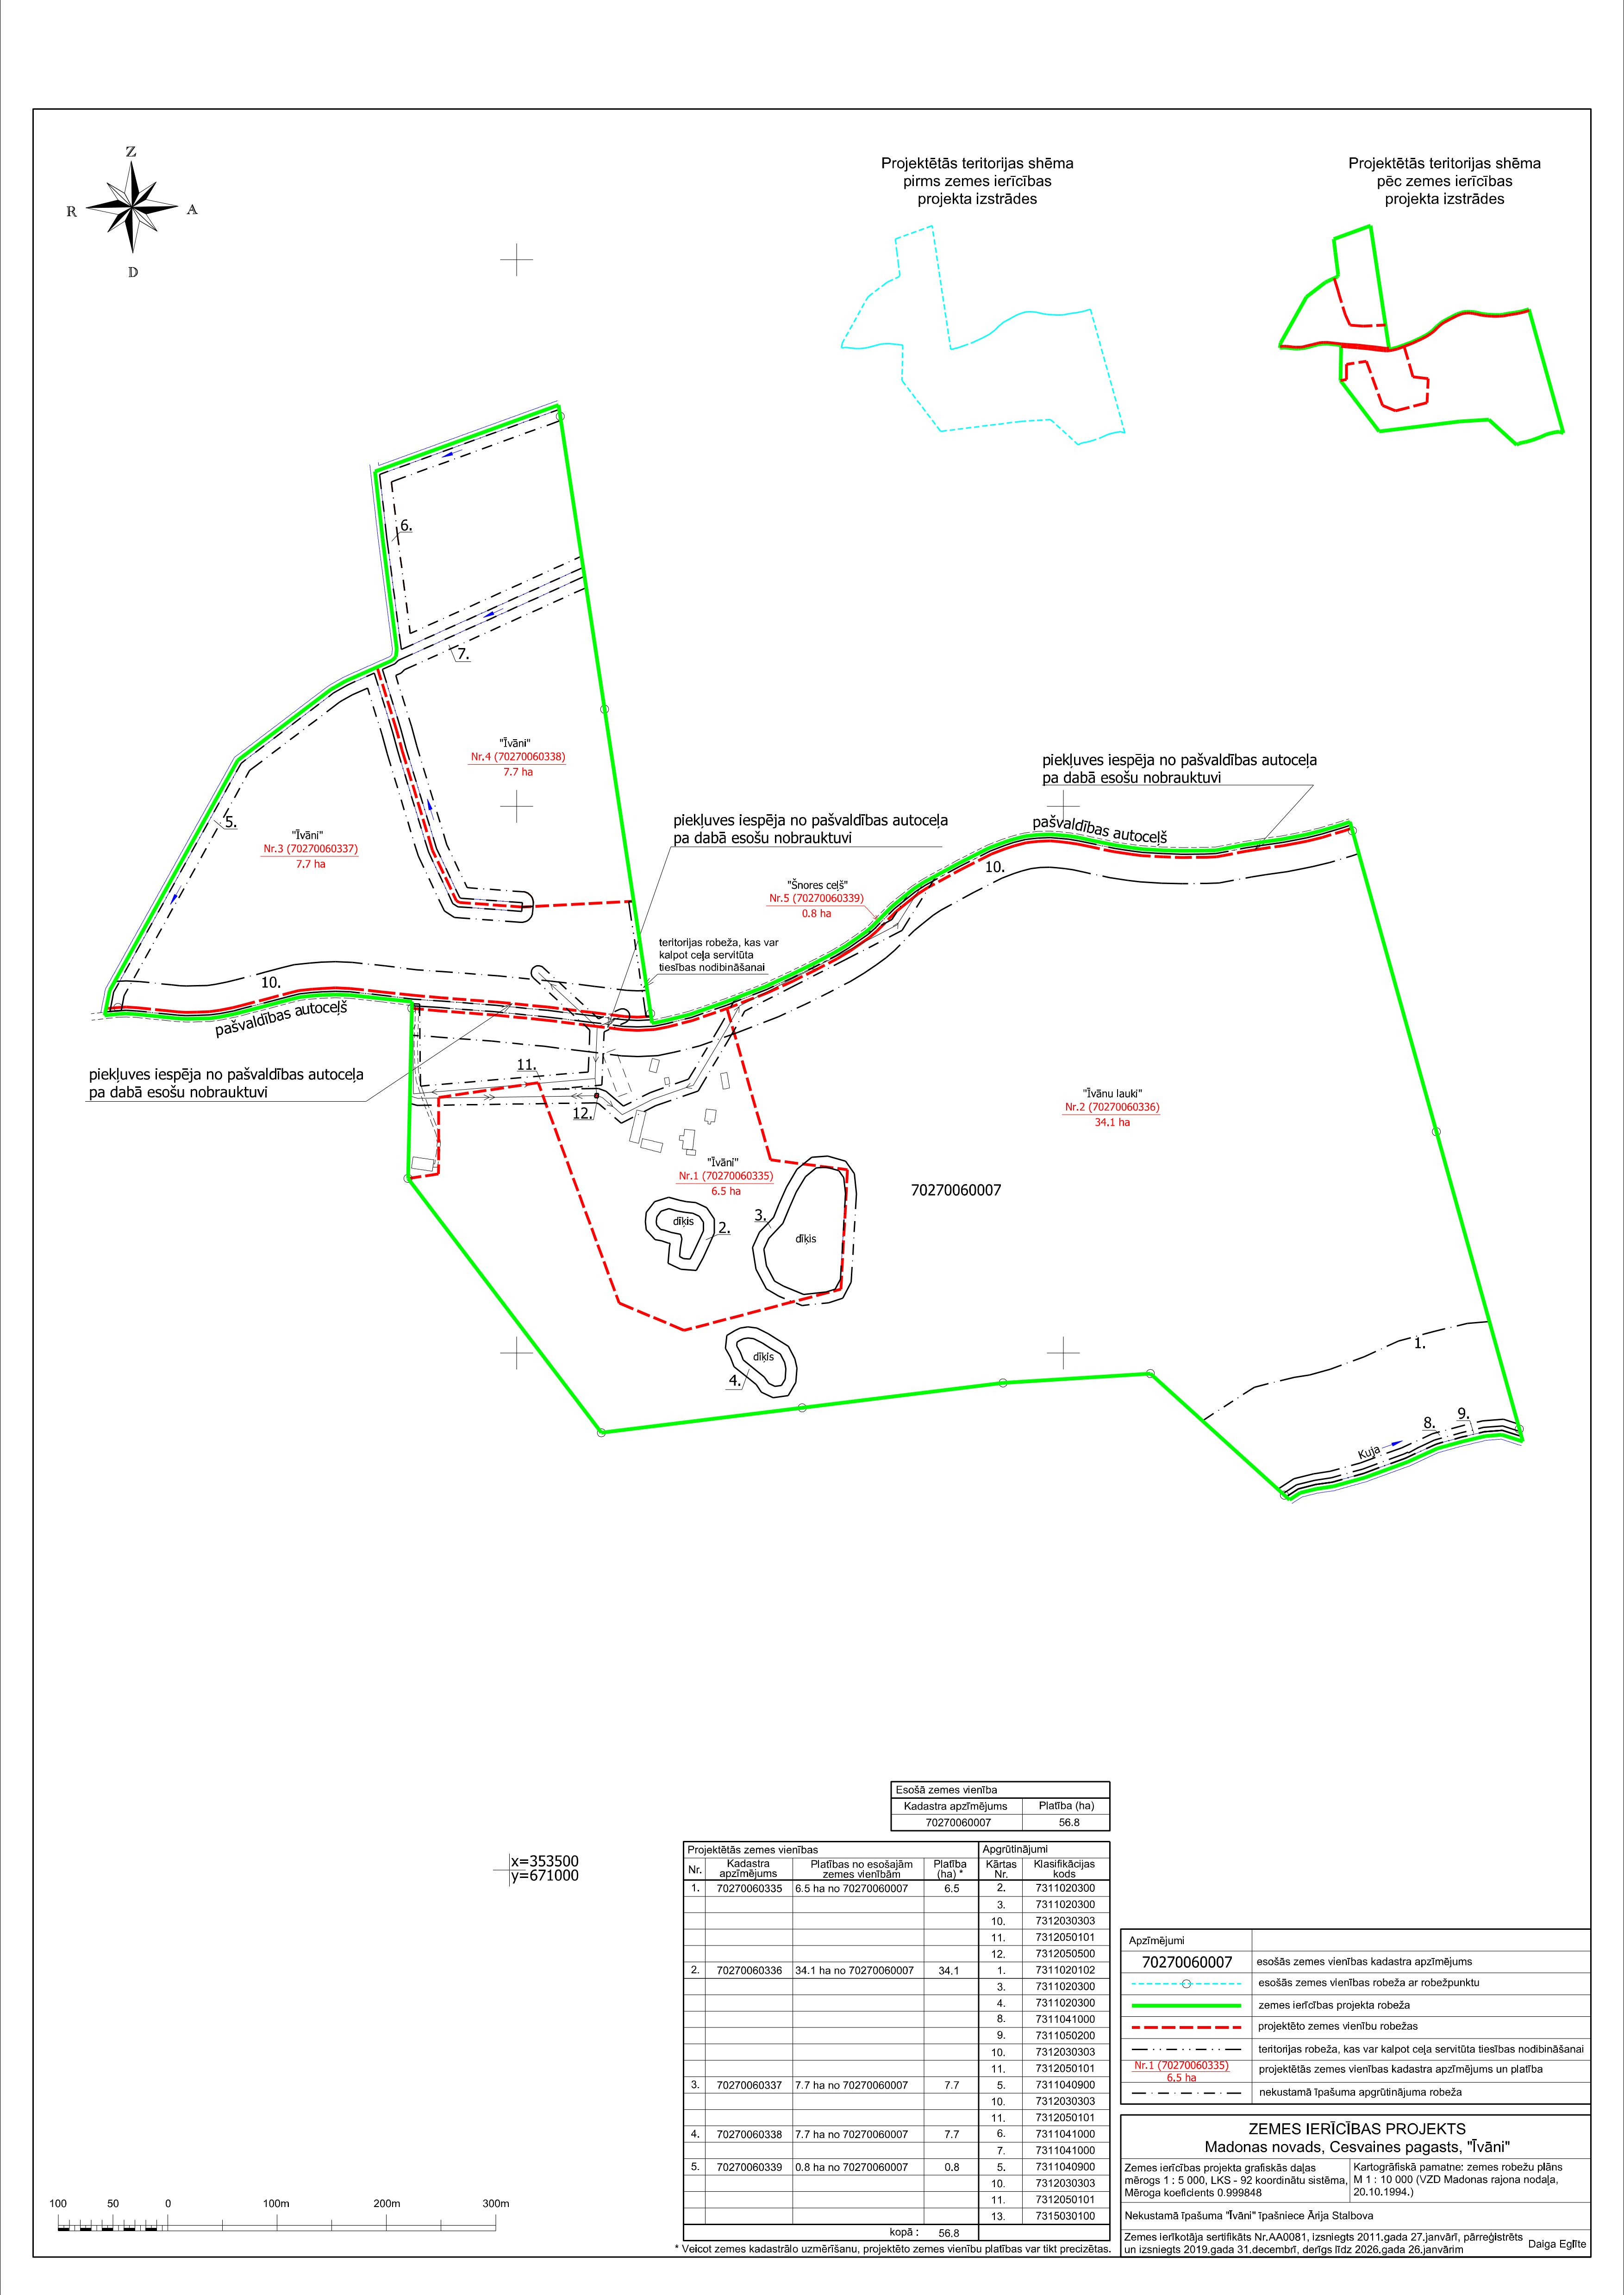 Z
R
A
D
Projektētās teritorijas shēma
pirms zemes ierīcības
projekta izstrādes
Projektētās teritorijas shēma
pēc zemes ierīcības
projekta izstrādes
6.
7.
"Īvāni"
Nr.4 (70270060338)
7.7 ha
5.
"Īvāni"
Nr.3 (70270060337)
7.7 ha
piekļuves iespēja no pašvaldības autoceļa
pa dabā esošu nobrauktuvi
piekļuves iespēja no pašvaldības autoceļa
pa dabā esošu nobrauktuvi
pašvaldības autoceļš
10.
"Šnores ceļš"
Nr.5 (70270060339)
0.8 ha
teritorijas robeža, kas var
kalpot ceļa servitūta
tiesības nodibināšanai
10.
pašvaldības autoceļš
piekļuves iespēja no pašvaldības autoceļa
pa dabā esošu nobrauktuvi
11.
12.
"Īvānu lauki"
Nr.2 (70270060336)
34.1 ha
"Īvāni"
Nr.1 (70270060335)
6.5 ha
70270060007
dīķis
2.
3.
dīķis
dīķis
4.
1.
8.
9.
Kuja
x=353500
y=671000
Esošā zemes vienība
Kadastra apzīmējums Platība (ha)
70270060007 56.8
Projektētās zemes vienības Apgrūtinājumi
Nr. Kadastra apzīmējums Platības no esošajām zemes vienībām Platība (ha) * Kārtas Nr. Klasifikācijas kods
1. 70270060335 6.5 ha no 70270060007 6.5 2. 7311020300
3. 7311020300
10. 7312030303
11. 7312050101
12. 7312050500
2. 70270060336 34.1 ha no 70270060007 34.1 1. 7311020102
3. 7311020300
4. 7311020300
8. 7311041000
9. 7311050200
10. 7312030303
11. 7312050101
3. 70270060337 7.7 ha no 70270060007 7.7 5. 7311040900
10. 7312030303
11. 7312050101
4. 70270060338 7.7 ha no 70270060007 7.7 6. 7311041000
7. 7311041000
5. 70270060339 0.8 ha no 70270060007 0.8 5. 7311040900
10. 7312030303
11. 7312050101
13. 7315030100
kopā : 56.8
* Veicot zemes kadastrālo uzmērīšanu, projektēto zemes vienību platības var tikt precizētas.
Apzīmējumi
70270060007 esošās zemes vienības kadastra apzīmējums
esošās zemes vienības robeža ar robežpunktu
zemes ierīcības projekta robeža
projektēto zemes vienību robežas
teritorijas robeža, kas var kalpot ceļa servitūta tiesības nodibināšanai
Nr.1 (70270060335)
6.5 ha
projektētās zemes vienības kadastra apzīmējums un platība
nekustamā īpašuma apgrūtinājuma robeža
ZEMES IERĪCĪBAS PROJEKTS
Madonas novads, Cesvaines pagasts, "Īvāni"
Zemes ierīcības projekta grafiskās daļas
mērogs 1 : 5 000, LKS - 92 koordinātu sistēma,
Mēroga koeficients 0.999848
Kartogrāfiskā pamatne: zemes robežu plāns
M 1 : 10 000 (VZD Madonas rajona nodaļa,
20.10.1994.)
Nekustamā īpašuma "Īvāni" īpašniece Ārija Stalbova
Zemes ierīkotāja sertifikāts Nr.AA0081, izsniegts 2011.gada 27.janvārī, pārreģistrēts
un izsniegts 2019.gada 31.decembrī, derīgs līdz 2026.gada 26.janvārim
Daiga Eglīte
100 50 0 100m 200m 300m